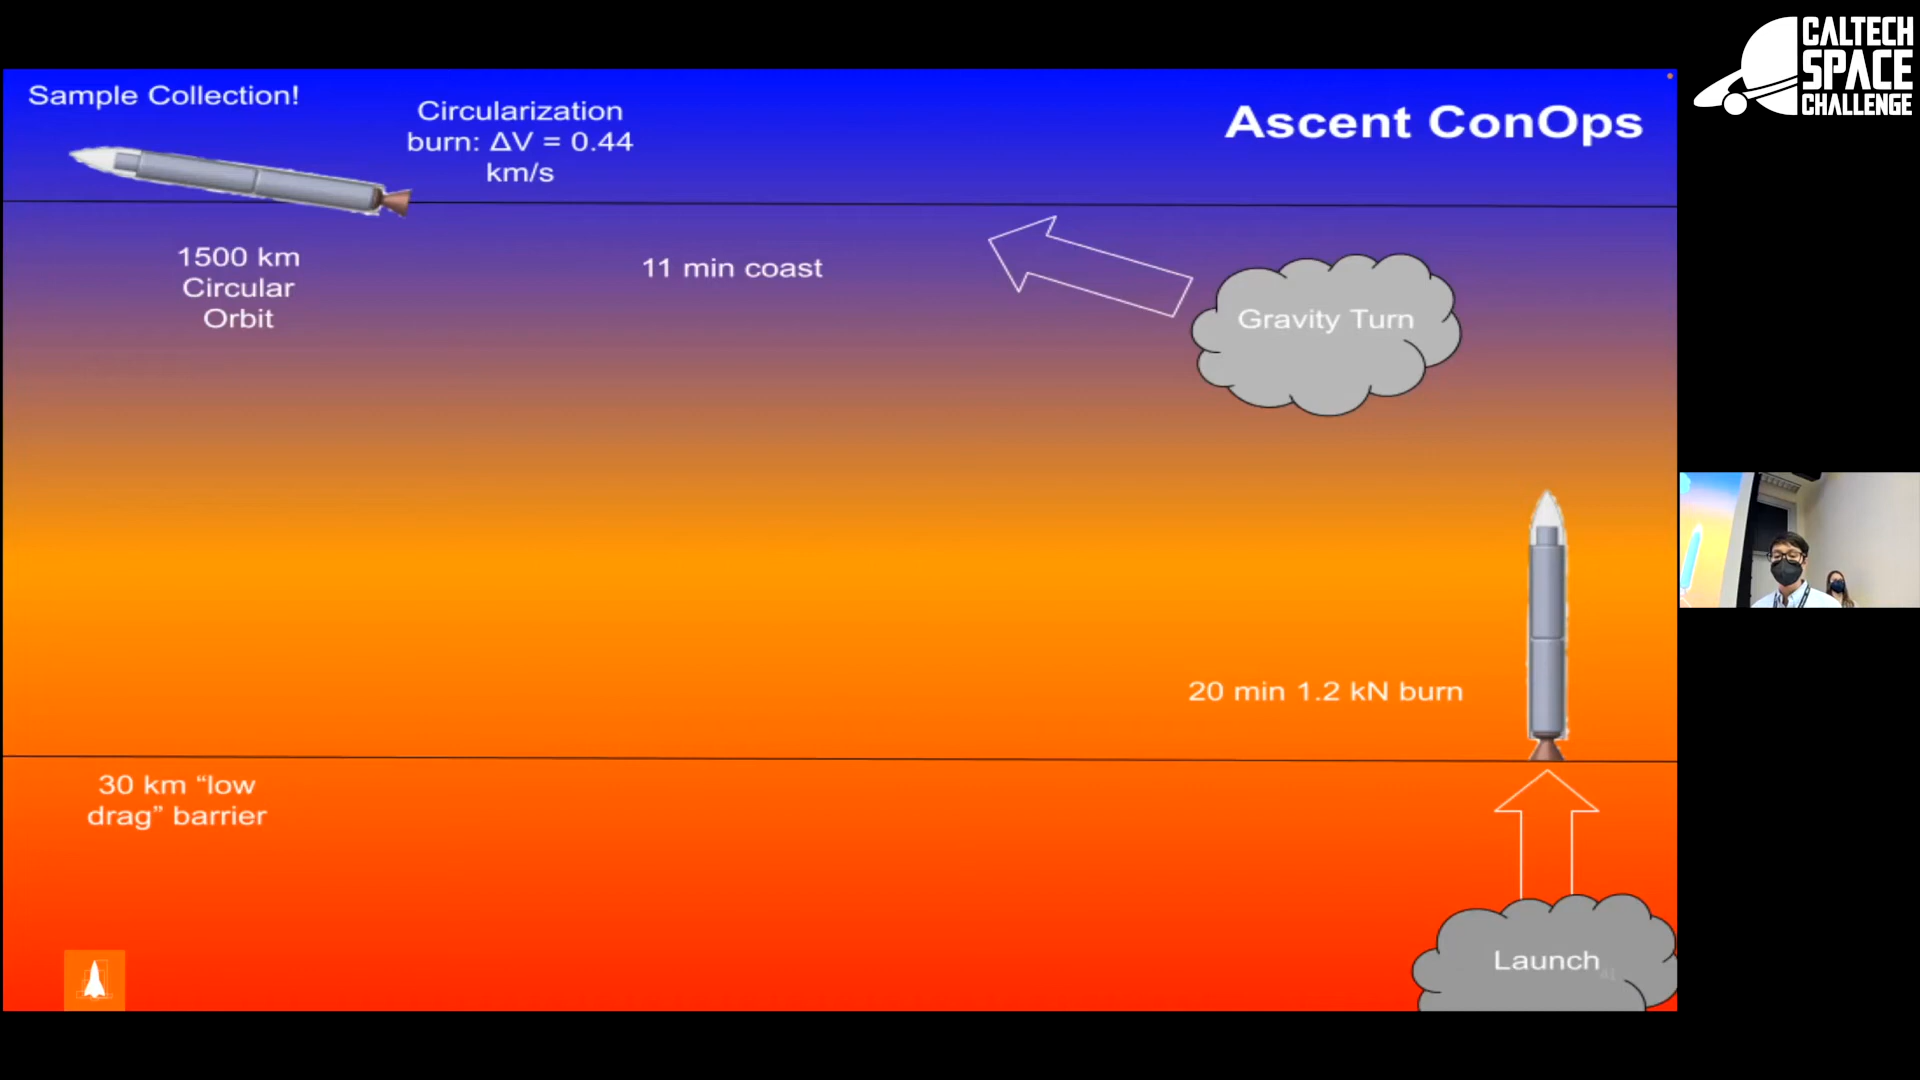 CALTECH
SPACE
CHALLENGE
Sample Collection!
Circularization
burn: ΔV = 0.44
km/s
Ascent ConOps
1500 km
Circular
Orbit
11 min coast
Gravity Turn
20 min 1.2 kN burn
30 km “low
drag” barrier
Launch